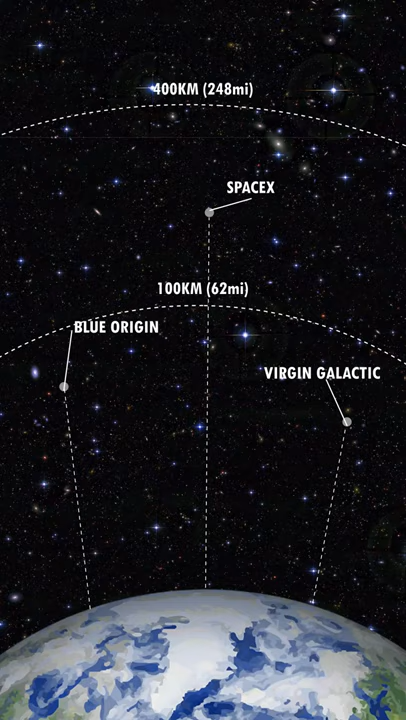 400KM (248mi)
SPACEX
100KM (62mi)
BLUE ORIGIN
VIRGIN GALACTIC